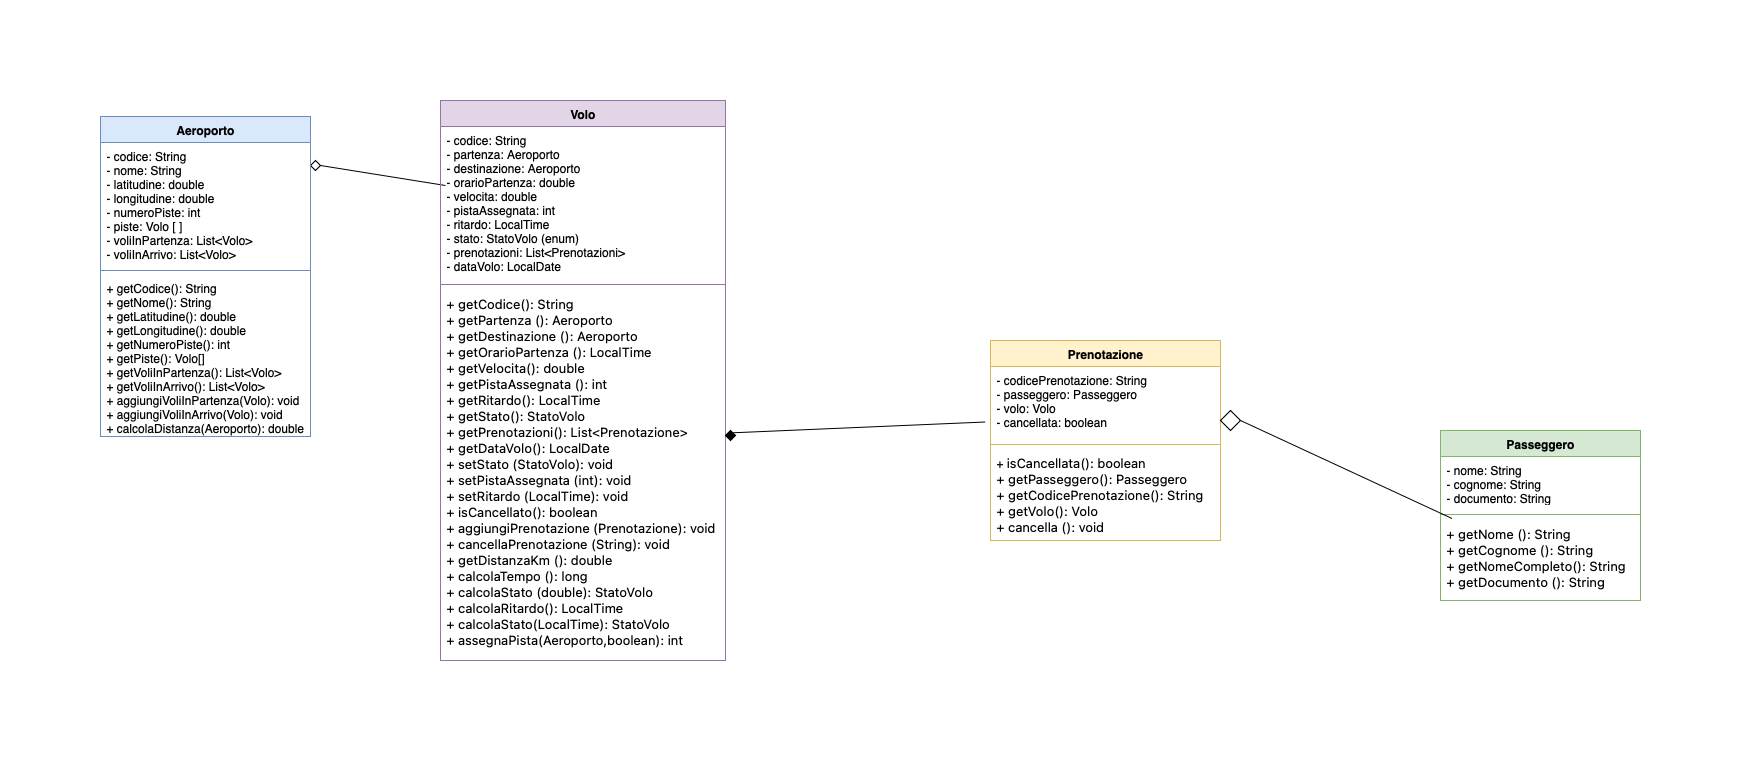 Aeroporto
- codice: String
- nome: String
- latitudine: double
- longitudine: double
- numeroPiste: int
- piste: Volo [ ]
- voliInPartenza: List<Volo>
- voliInArrivo: List<Volo>
+ getCodice(): String
+ getNome(): String
+ getLatitudine(): double
+ getLongitudine(): double
+ getNumeroPiste(): int
+ getPiste(): Volo[]
+ getVoliInPartenza(): List<Volo>
+ getVoliInArrivo(): List<Volo>
+ aggiungiVoliInPartenza(Volo): void
+ aggiungiVoliInArrivo(Volo): void
+ calcolaDistanza(Aeroporto): double
Volo
- codice: String
- partenza: Aeroporto
- destinazione: Aeroporto
- orarioPartenza: double
- velocita: double
- pistaAssegnata: int
- ritardo: LocalTime
- stato: StatoVolo (enum)
- prenotazioni: List<Prenotazioni>
- dataVolo: LocalDate
+ getCodice(): String
+ getPartenza (): Aeroporto
+ getDestinazione (): Aeroporto
+ getOrarioPartenza (): LocalTime
+ getVelocita(): double
+ getPistaAssegnata (): int
+ getRitardo(): LocalTime
+ getStato(): StatoVolo
+ getPrenotazioni(): List<Prenotazione>
+ getDataVolo(): LocalDate
+ setStato (StatoVolo): void
+ setPistaAssegnata (int): void
+ setRitardo (LocalTime): void
+ isCancellato(): boolean
+ aggiungiPrenotazione (Prenotazione): void
+ cancellaPrenotazione (String): void
+ getDistanzaKm (): double
+ calcolaTempo (): long
+ calcolaStato (double): StatoVolo
+ calcolaRitardo(): LocalTime
+ calcolaStato(LocalTime): StatoVolo
+ assegnaPista(Aeroporto,boolean): int
Prenotazione
- codicePrenotazione: String
- passeggero: Passeggero
- volo: Volo
- cancellata: boolean
+ isCancellata(): boolean
+ getPasseggero(): Passeggero
+ getCodicePrenotazione(): String
+ getVolo(): Volo
+ cancella (): void
Passeggero
- nome: String
- cognome: String
- documento: String
+ getNome (): String
+ getCognome (): String
+ getNomeCompleto(): String
+ getDocumento (): String